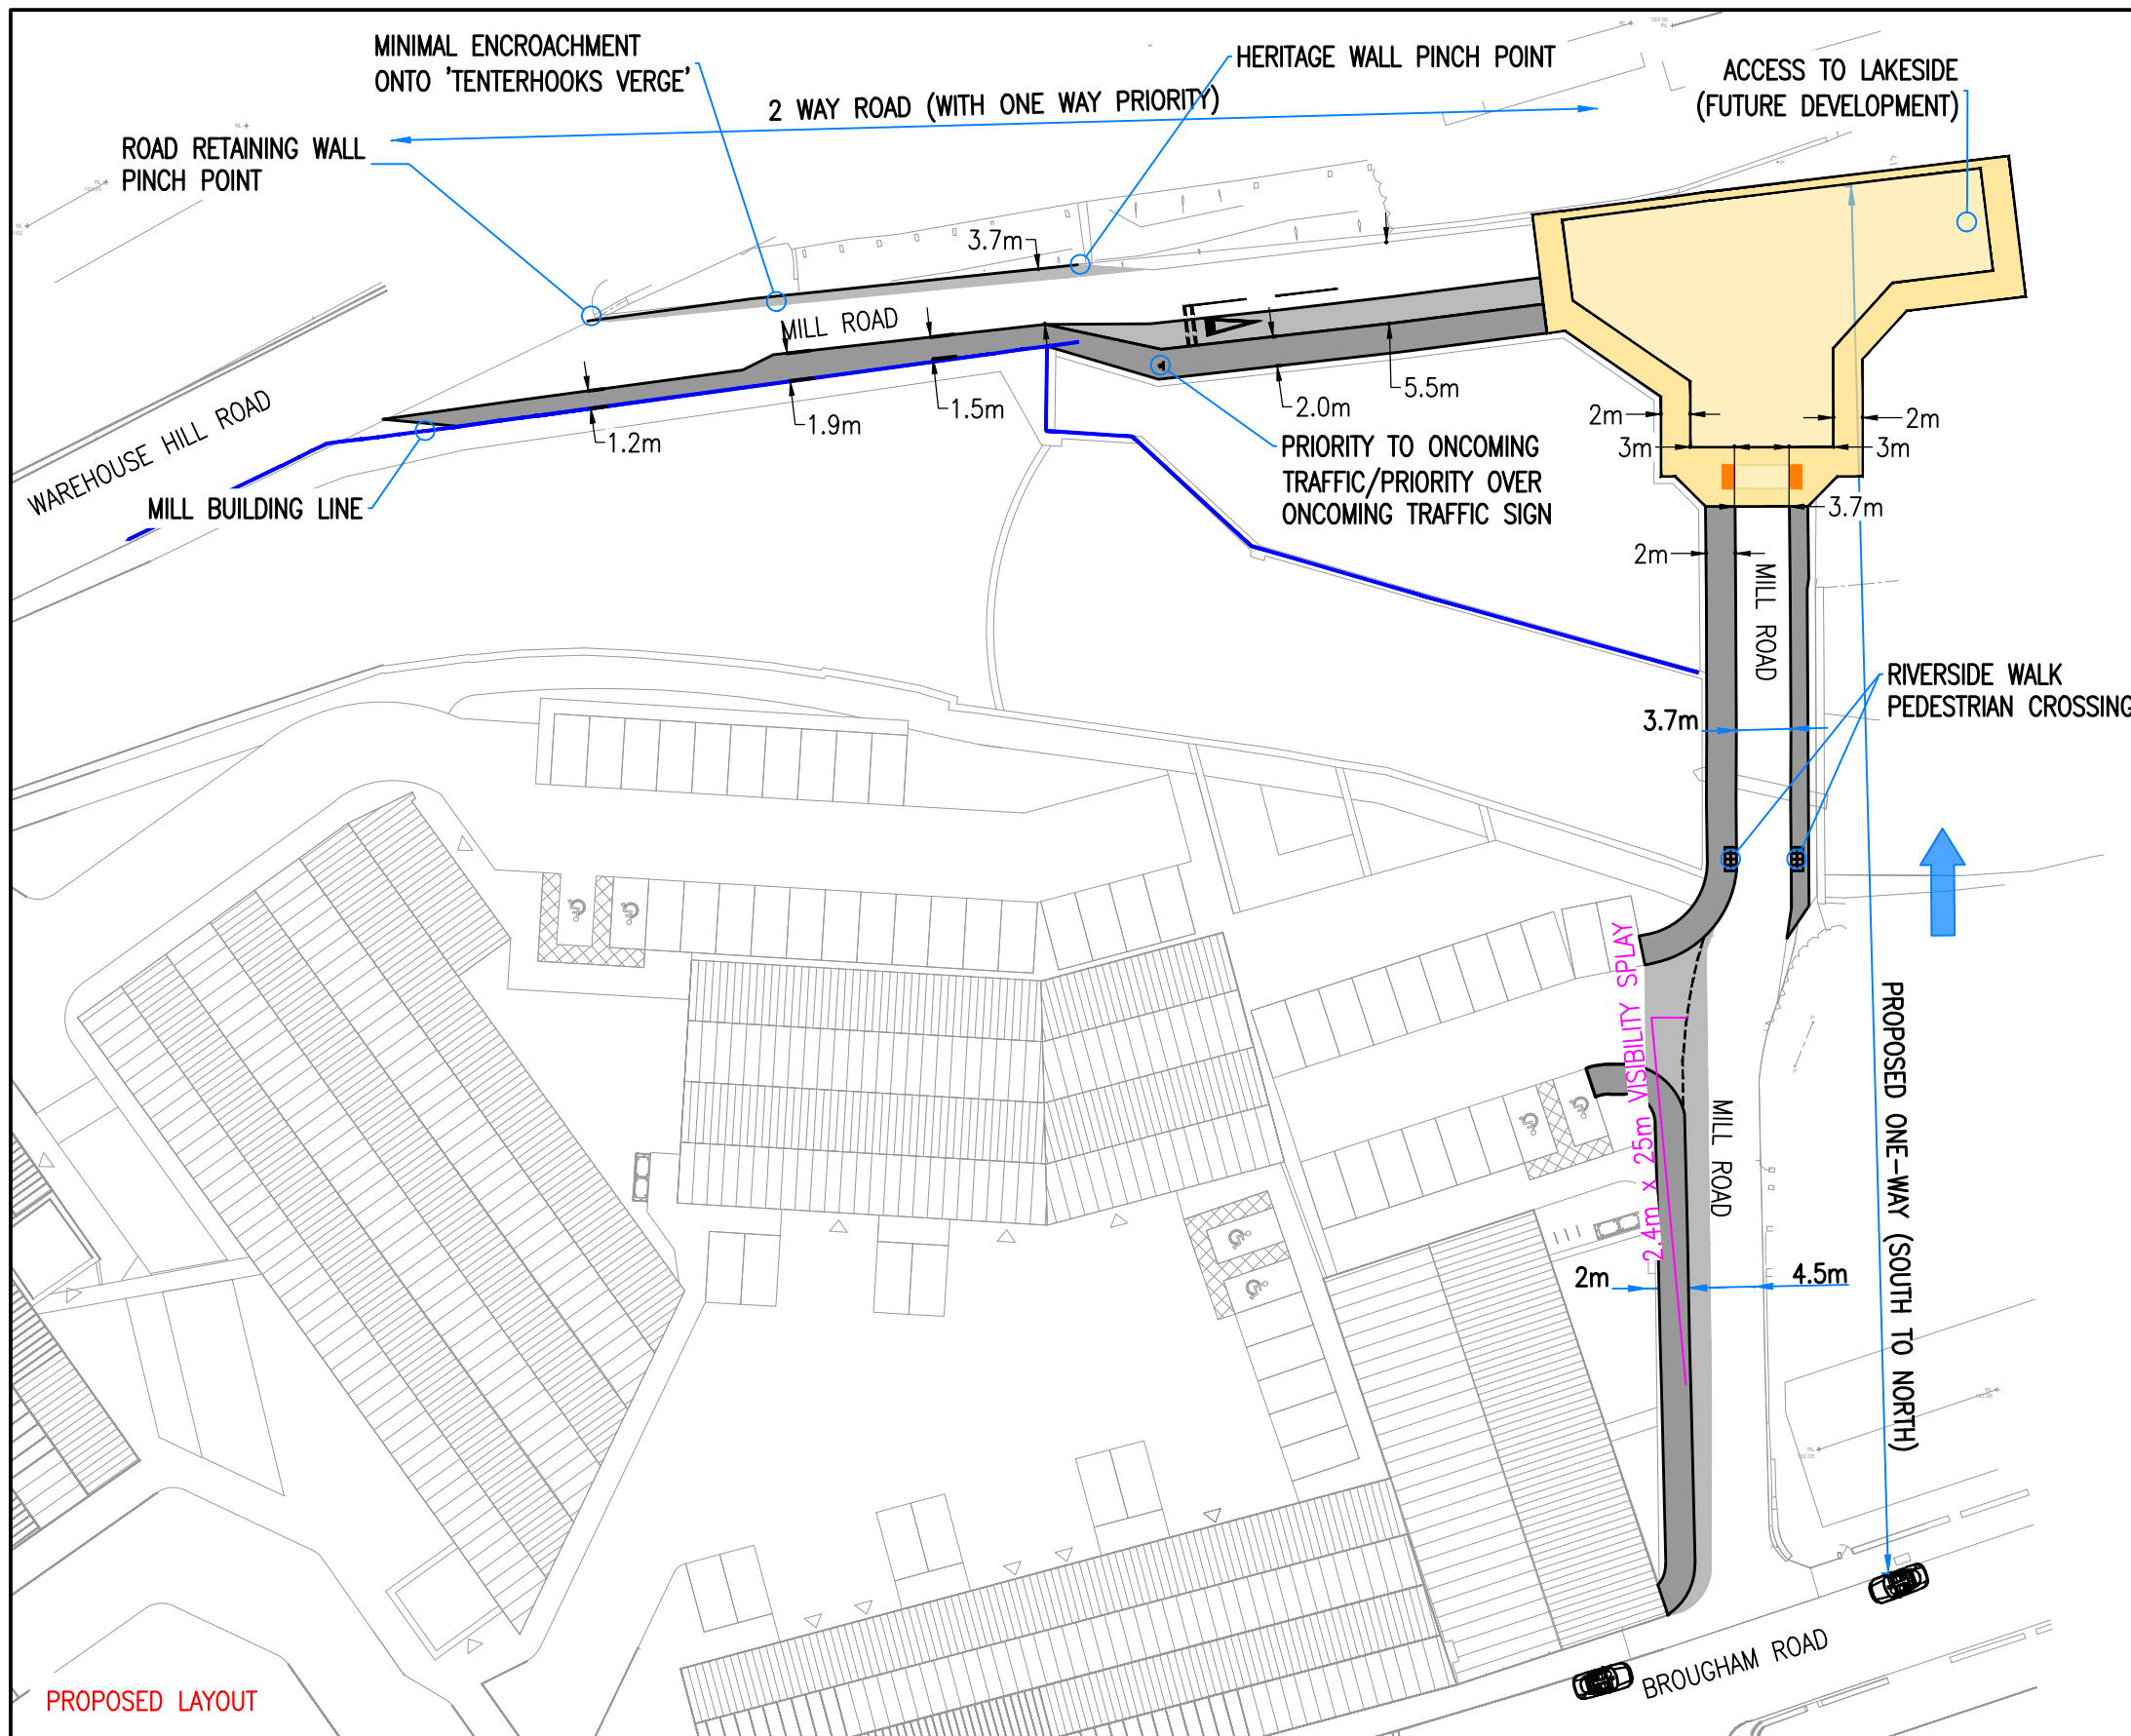 MINIMAL ENCROACHMENT
ONTO 'TENTERHOOKS VERGE'
HERITAGE WALL PINCH POINT
ACCESS TO LAKESIDE
(FUTURE DEVELOPMENT)
2 WAY ROAD (WITH ONE WAY PRIORITY)
ROAD RETAINING WALL
PINCH POINT
3.7m
MILL ROAD
5.5m
2.0m
1.5m
1.9m
1.2m
2m
2m
3m
3m
WAREHOUSE HILL ROAD
MILL BUILDING LINE
PRIORITY TO ONCOMING
TRAFFIC/PRIORITY OVER
ONCOMING TRAFFIC SIGN
3.7m
2m
MILL ROAD
RIVERSIDE WALK
PEDESTRIAN CROSSING
3.7m
2.4m x 25m VISIBILITY SPLAY
MILL ROAD
PROPOSED ONE-WAY (SOUTH TO NORTH)
2m
4.5m
BROUGHAM ROAD
PROPOSED LAYOUT